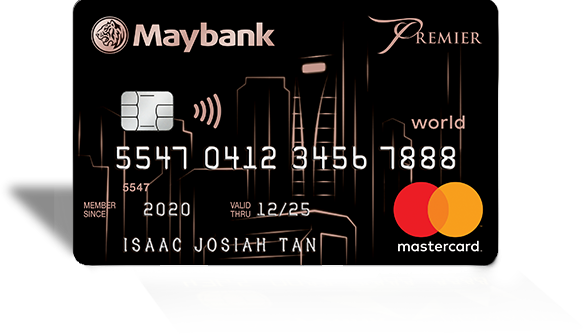 Maybank PREMIER
world
5547 0412 3456 7888
5547
MEMBER SINCE 2020 VALID THRU 12/25
ISAAC JOSIAH TAN
mastercard